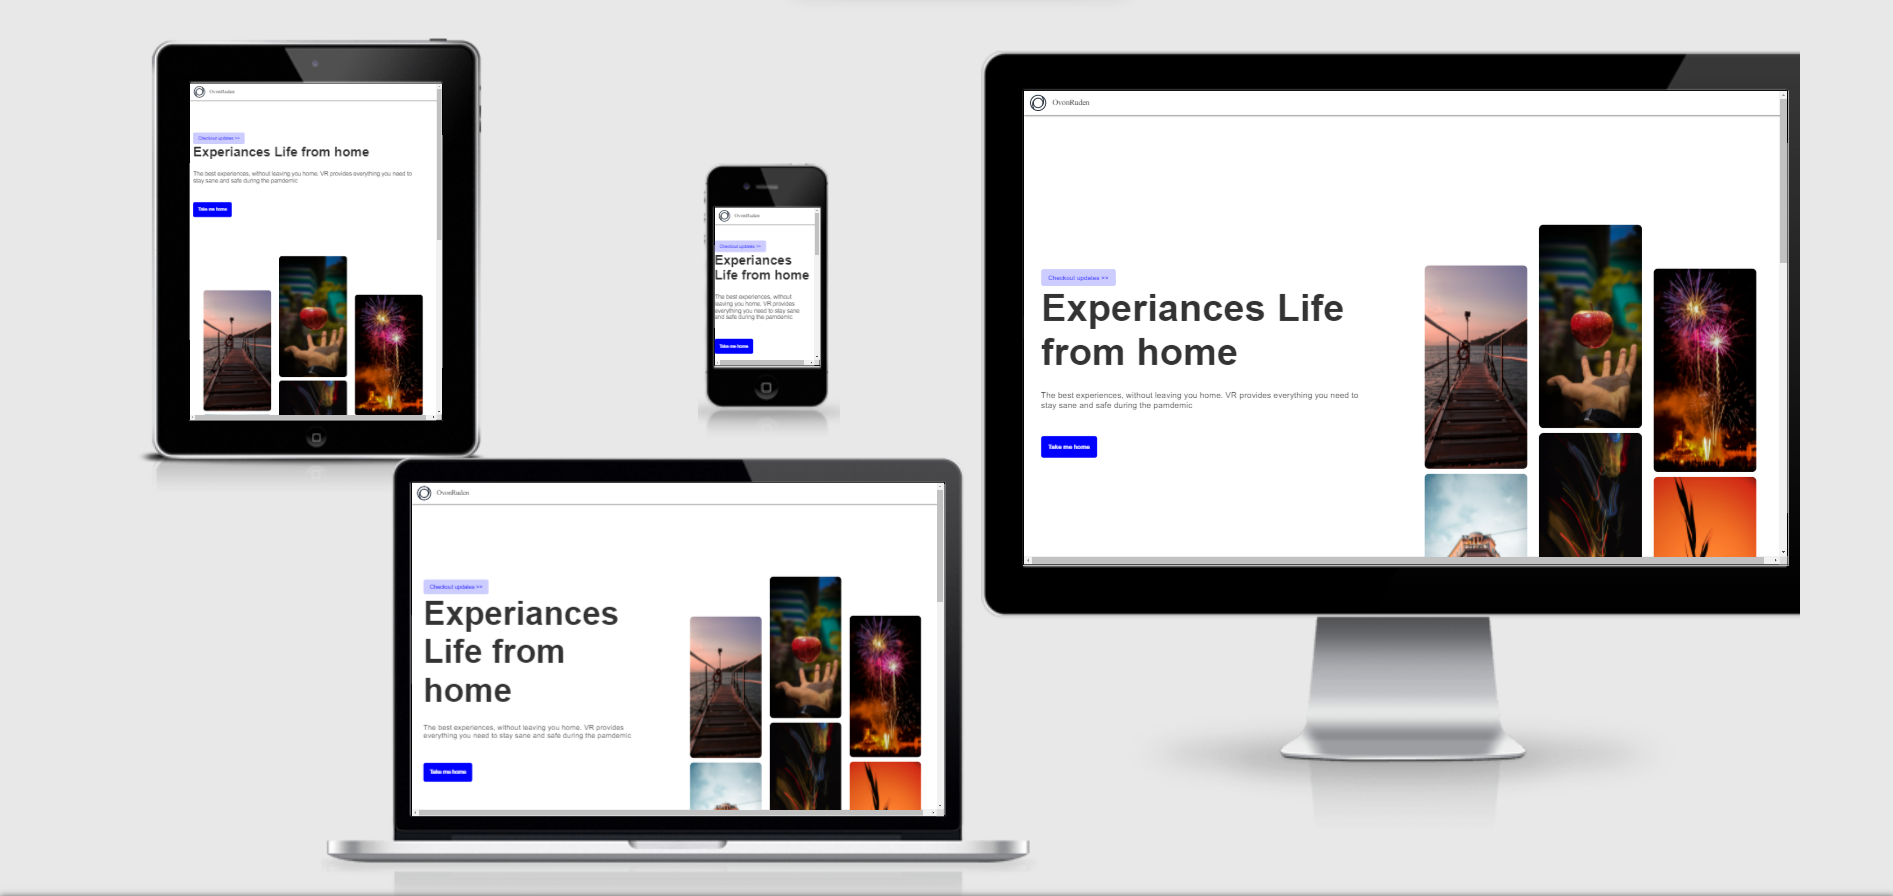 OvonRuden
Checkout updates >>
Experiances Life from home
The best experiences, without leaving you home. VR provides everything you need to
stay sane and safe during the pamdemic
Take me home
OvonRuden
Checkout updates >>
Experiances
Life from home
The best experiences, without
leaving you home. VR provides
everything you need to stay sane
and safe during the pamdemic
Take me home
OvonRuden
Checkout updates >>
Experiances Life
from home
The best experiences, without leaving you home. VR provides everything you need to
stay sane and safe during the pamdemic
Take me home
OvonRuden
Checkout updates >>
Experiances
Life from
home
The best experiences, without leaving you home. VR provides
everything you need to stay sane and safe during the pamdemic
Take me home